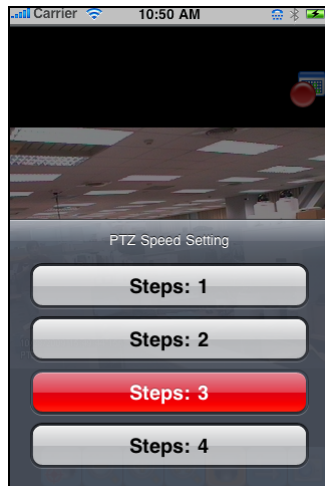 Carrier 10:50 AM
PTZ Speed Setting
Steps: 1
Steps: 2
Steps: 3
Steps: 4